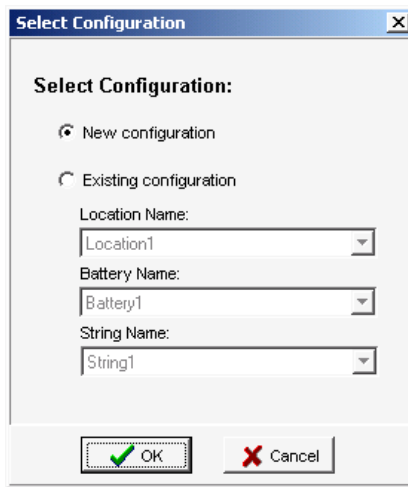 Select Configuration
Select Configuration:
New configuration
Existing configuration
Location Name:
Location1
Battery Name:
Battery1
String Name:
String1
OK
Cancel